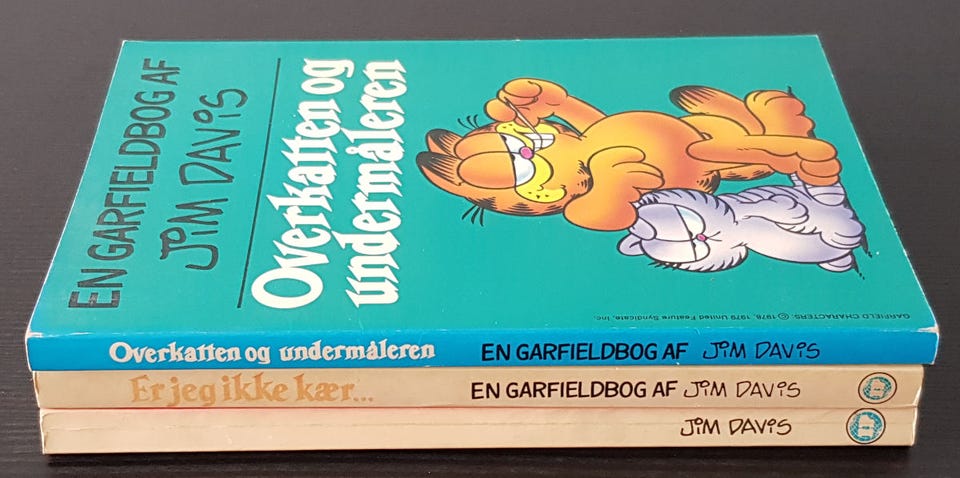 EN GARFIELDBOG AF
JIM DAVIS
Overkatten og
undermåleren
GARFIELD CHARACTERS: © 1978, 1979 United Feature Syndicate, Inc.
Overkatten og undermåleren EN GARFIELDBOG AF JIM DAVIS
Er jeg ikke kær... EN GARFIELDBOG AF JIM DAVIS
JIM DAVIS